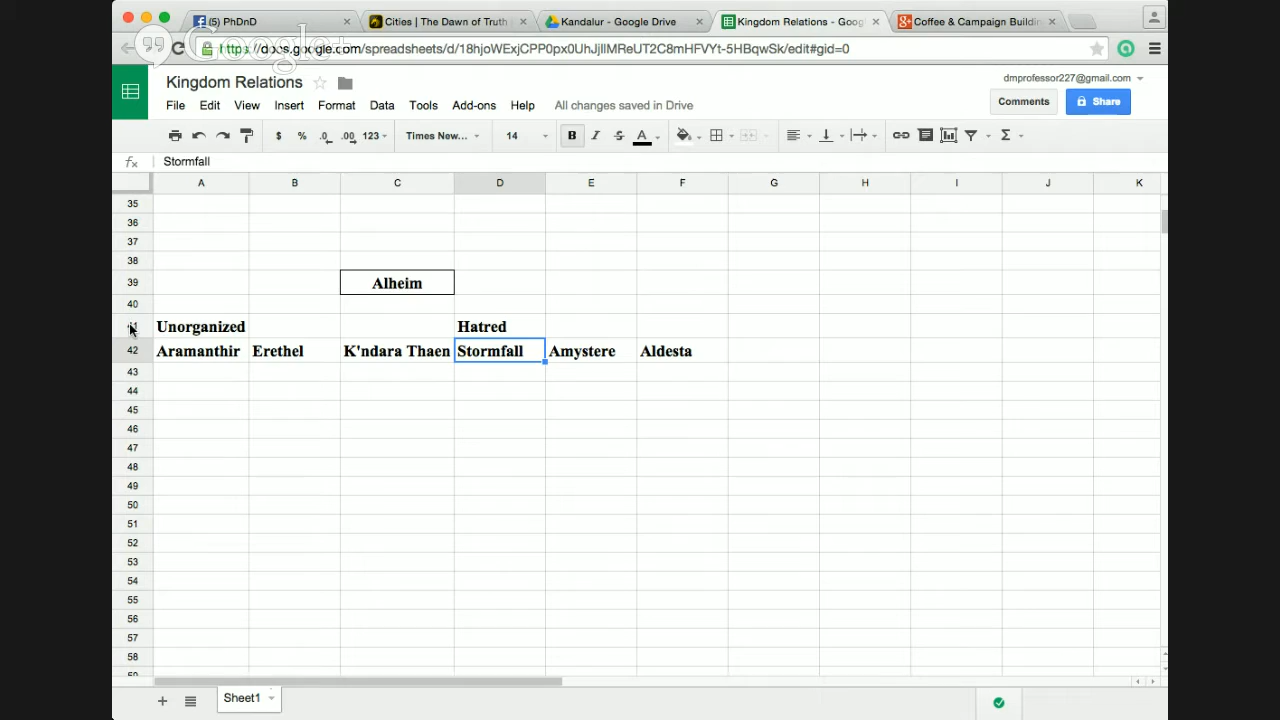 (5) PhDnD
Cities | The Dawn of Truth
Kandalur - Google Drive
Kingdom Relations - Goo
Coffee & Campaign Buildin
Google+
https://docs.google.com/spreadsheets/d/18hjoWExjCPP0px0UhJjIlMReUT2C8mHFVYt-5HBqwSk/edit#gid=0
Kingdom Relations
dmprofessor227@gmail.com
File Edit View Insert Format Data Tools Add-ons Help All changes saved in Drive
Comments
Share
$ % .0 .00 123 Times New... 14 B I S A Σ
fx Stormfall
A B C D E F G H I J K
35
36
37
38
39 Alheim
40
41 Unorganized Hatred
42 Aramanthir Erethel K'ndara Thaen Stormfall Amystere Aldesta
43
44
45
46
47
48
49
50
51
52
53
54
55
56
57
58
59
Sheet1